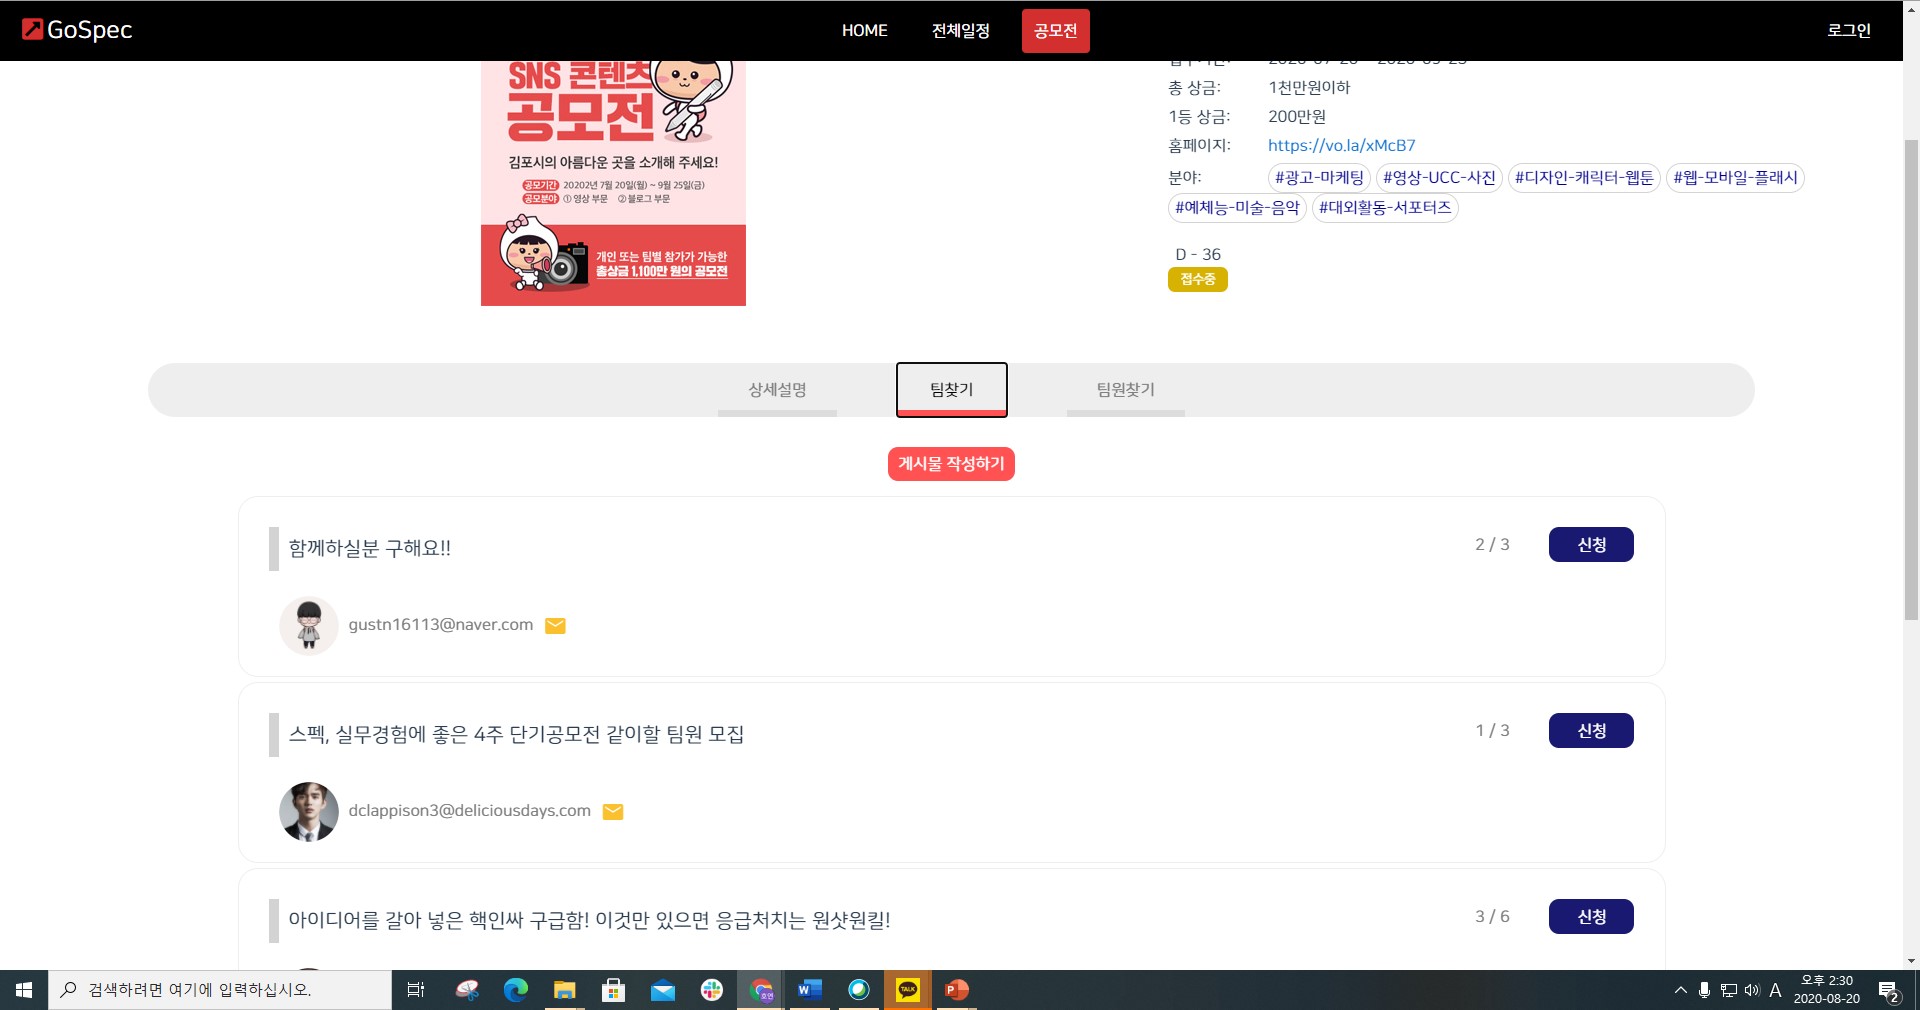 GoSpec
HOME
전체일정
공모전
로그인
SNS 콘텐츠
공모전
김포시의 아름다운 곳을 소개해 주세요!
공모기간 20202년 7월 20일(월) ~ 9월 25일(금)
공모분야 ① 영상 부문 ② 블로그 부문
개인 또는 팀별 참가가 가능한
총상금 1,100만 원의 공모전
총 상금: 1천만원이하
1등 상금: 200만원
홈페이지: https://vo.la/xMcB7
분야: #광고-마케팅 #영상-UCC-사진 #디자인-캐릭터-웹툰 #웹-모바일-플래시
#예체능-미술-음악 #대외활동-서포터즈
D - 36
접수중
상세설명
팀찾기
팀원찾기
게시물 작성하기
함께하실분 구해요!!
2 / 3
신청
gustn16113@naver.com
스펙, 실무경험에 좋은 4주 단기공모전 같이할 팀원 모집
1 / 3
신청
dclappison3@deliciousdays.com
아이디어를 갈아 넣은 핵인싸 구급함! 이것만 있으면 응급처치는 원샷원킬!
3 / 6
신청
검색하려면 여기에 입력하십시오.
호연
W
TALK
P
A
오후 2:30
2020-08-20
2